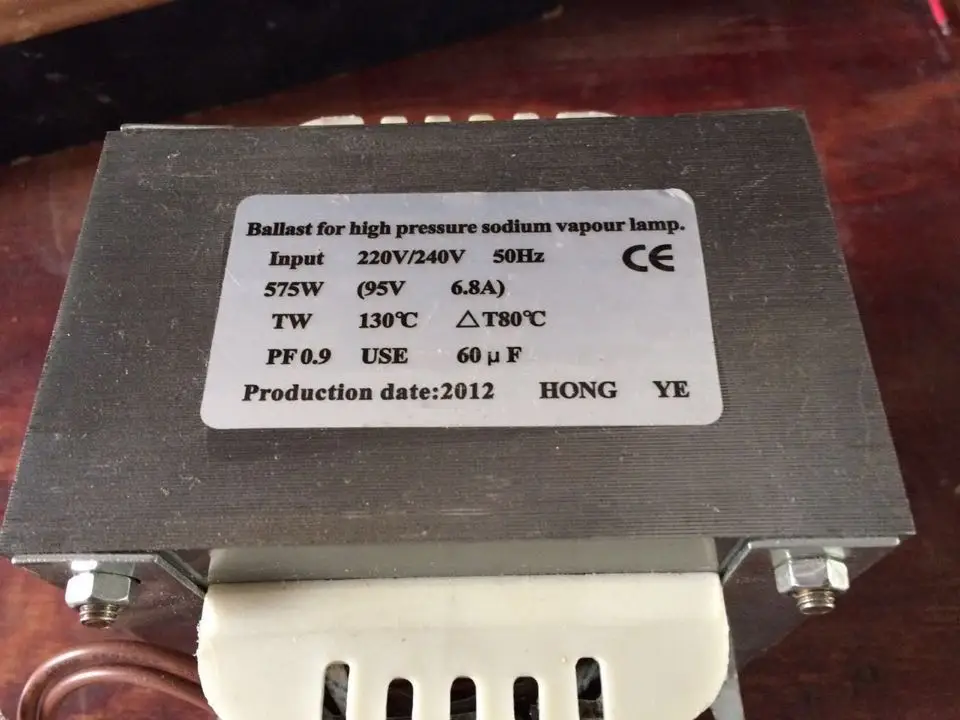 Ballast for high pressure sodium vapour lamp.
Input 220V/240V 50Hz CE
575W (95V 6.8A)
TW 130℃ △T80℃
PF 0.9 USE 60μF
Production date:2012 HONG YE